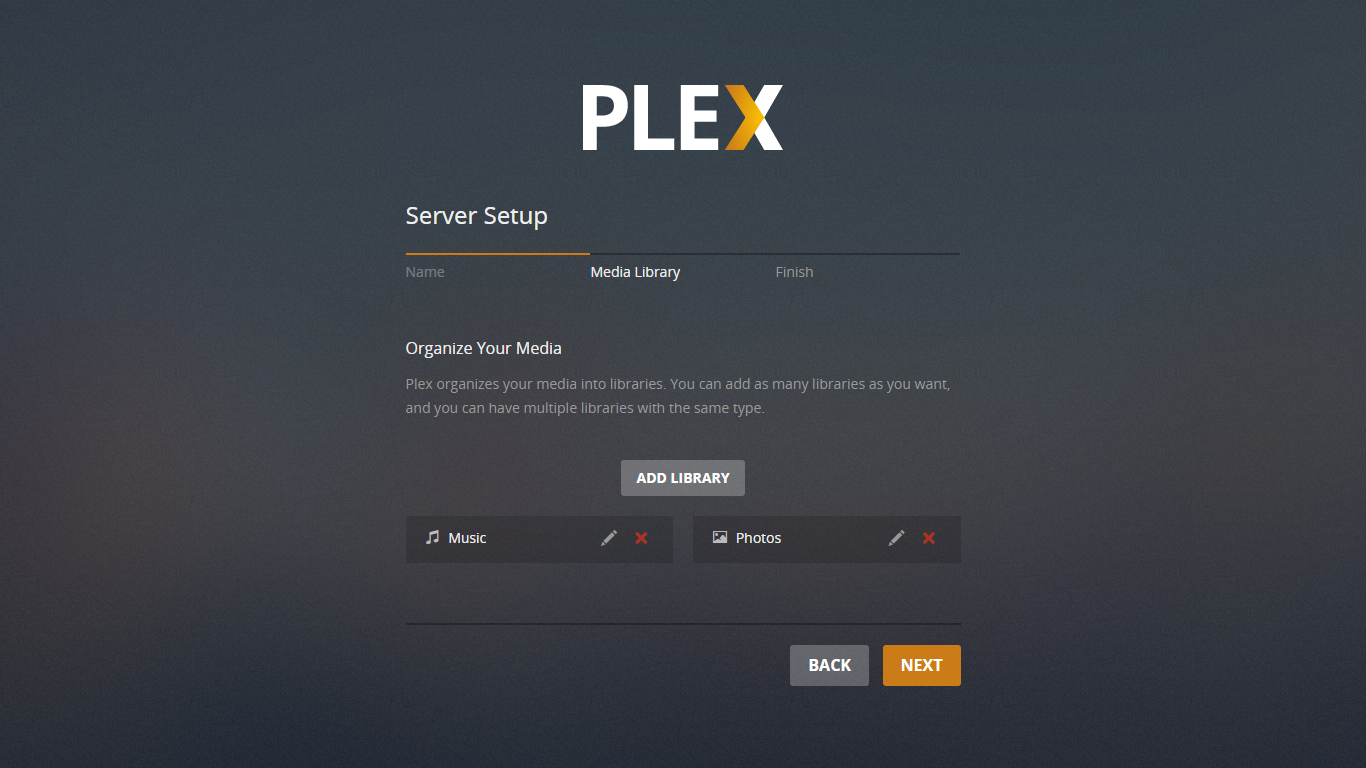 PLEX
Server Setup
Name
Media Library
Finish
Organize Your Media
Plex organizes your media into libraries. You can add as many libraries as you want,
and you can have multiple libraries with the same type.
ADD LIBRARY
Music
Photos
BACK
NEXT